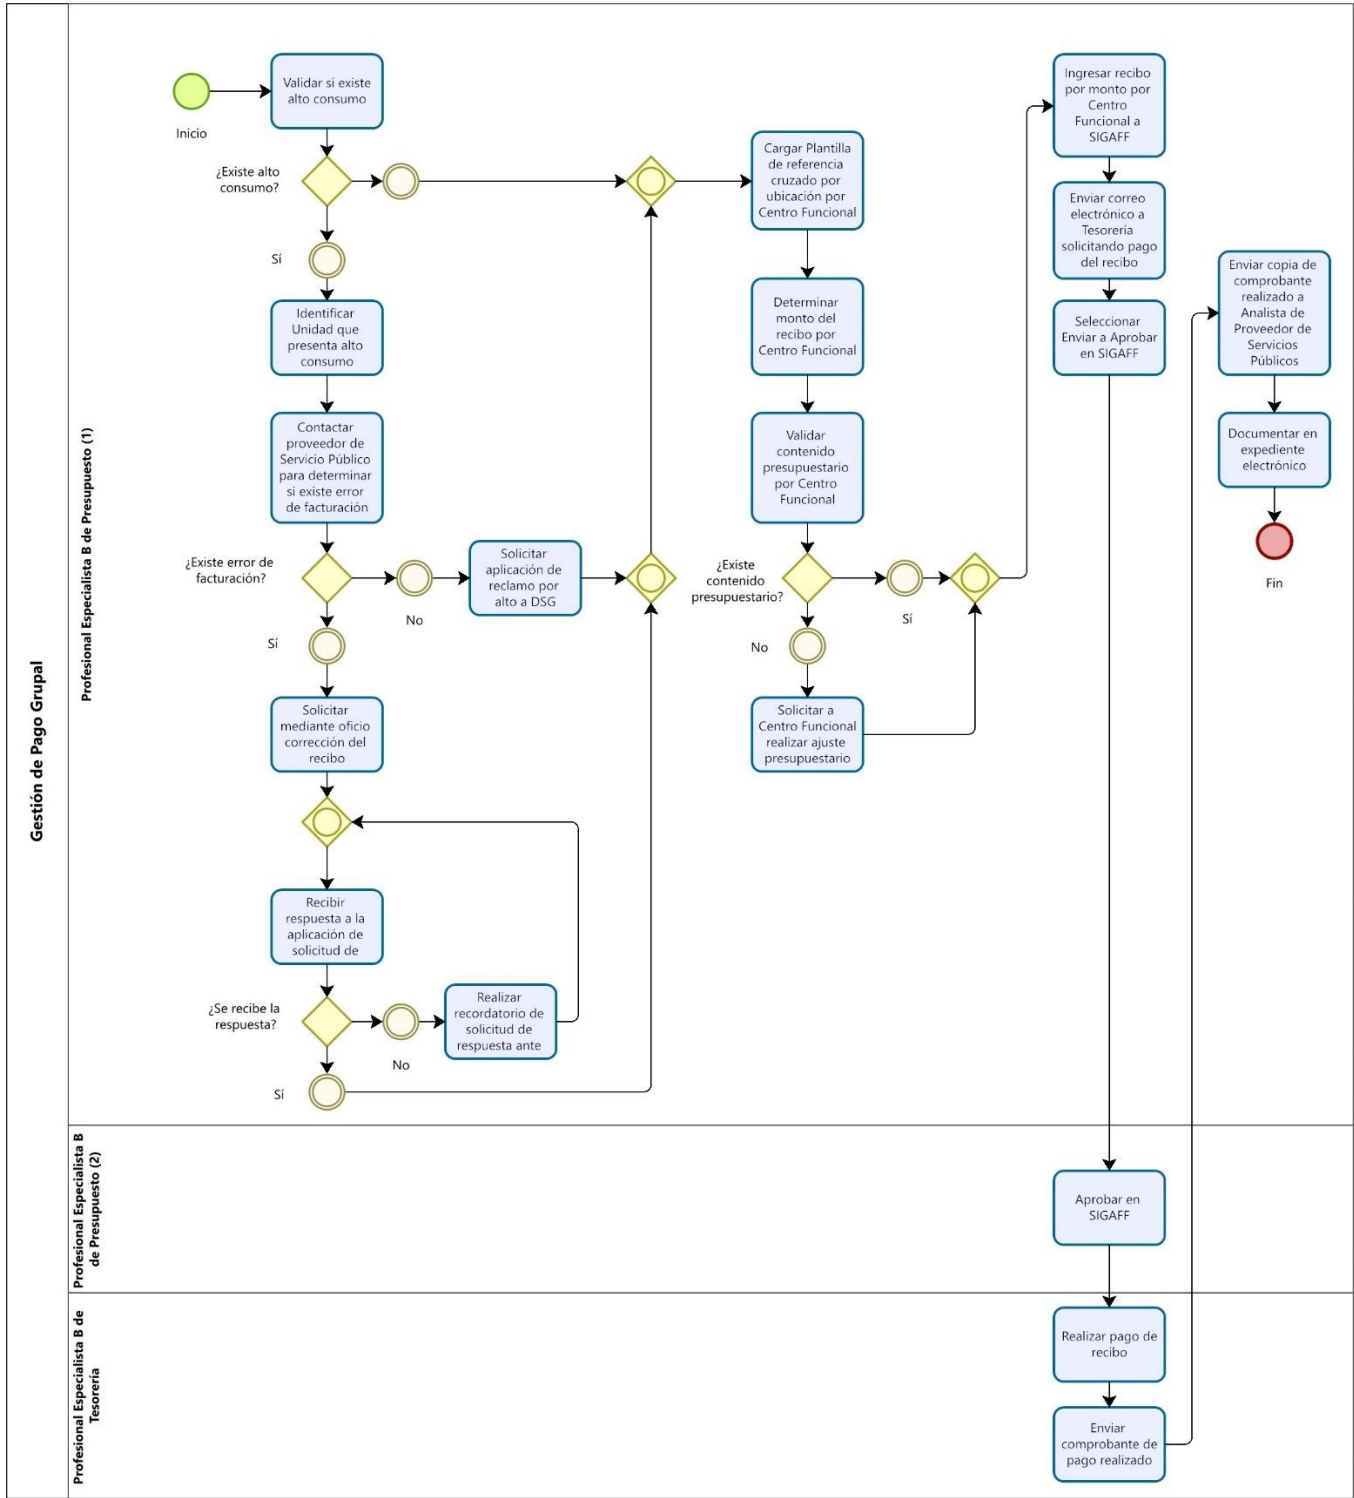 Gestión de Pago Grupal
Profesional Especialista B de Presupuesto (1)
Inicio
Validar si existe
alto consumo
¿Existe alto
consumo?
Sí
Identificar
Unidad que
presenta alto
consumo
Contactar
proveedor de
Servicio Público
para determinar
si existe error
de facturación
¿Existe error de
facturación?
No
Solicitar
aplicación de
reclamo por
alto a DSG
Sí
Solicitar
mediante oficio
corrección del
recibo
Recibir
respuesta a la
aplicación de
solicitud de
¿Se recibe la
respuesta?
No
Realizar
recordatorio de
solicitud de
respuesta ante
Sí
Cargar Plantilla
de referencia
cruzado por
ubicación por
Centro Funcional
Determinar
monto del
recibo por
Centro Funcional
Validar
contenido
presupuestario
por Centro
Funcional
¿Existe
contenido
presupuestario?
Sí
No
Solicitar a
Centro Funcional
realizar ajuste
presupuestario
Ingresar recibo
por monto por
Centro
Funcional a
SIGAFF
Enviar correo
electrónico a
Tesorería
solicitando pago
del recibo
Seleccionar
Enviar a Aprobar
en SIGAFF
Enviar copia de
comprobante
realizado a
Analista de
Proveedor de
Servicios
Públicos
Documentar en
expediente
electrónico
Fin
Profesional Especialista B
de Presupuesto (2)
Aprobar en
SIGAFF
Profesional Especialista B de
Tesorería
Realizar pago de
recibo
Enviar
comprobante de
pago realizado